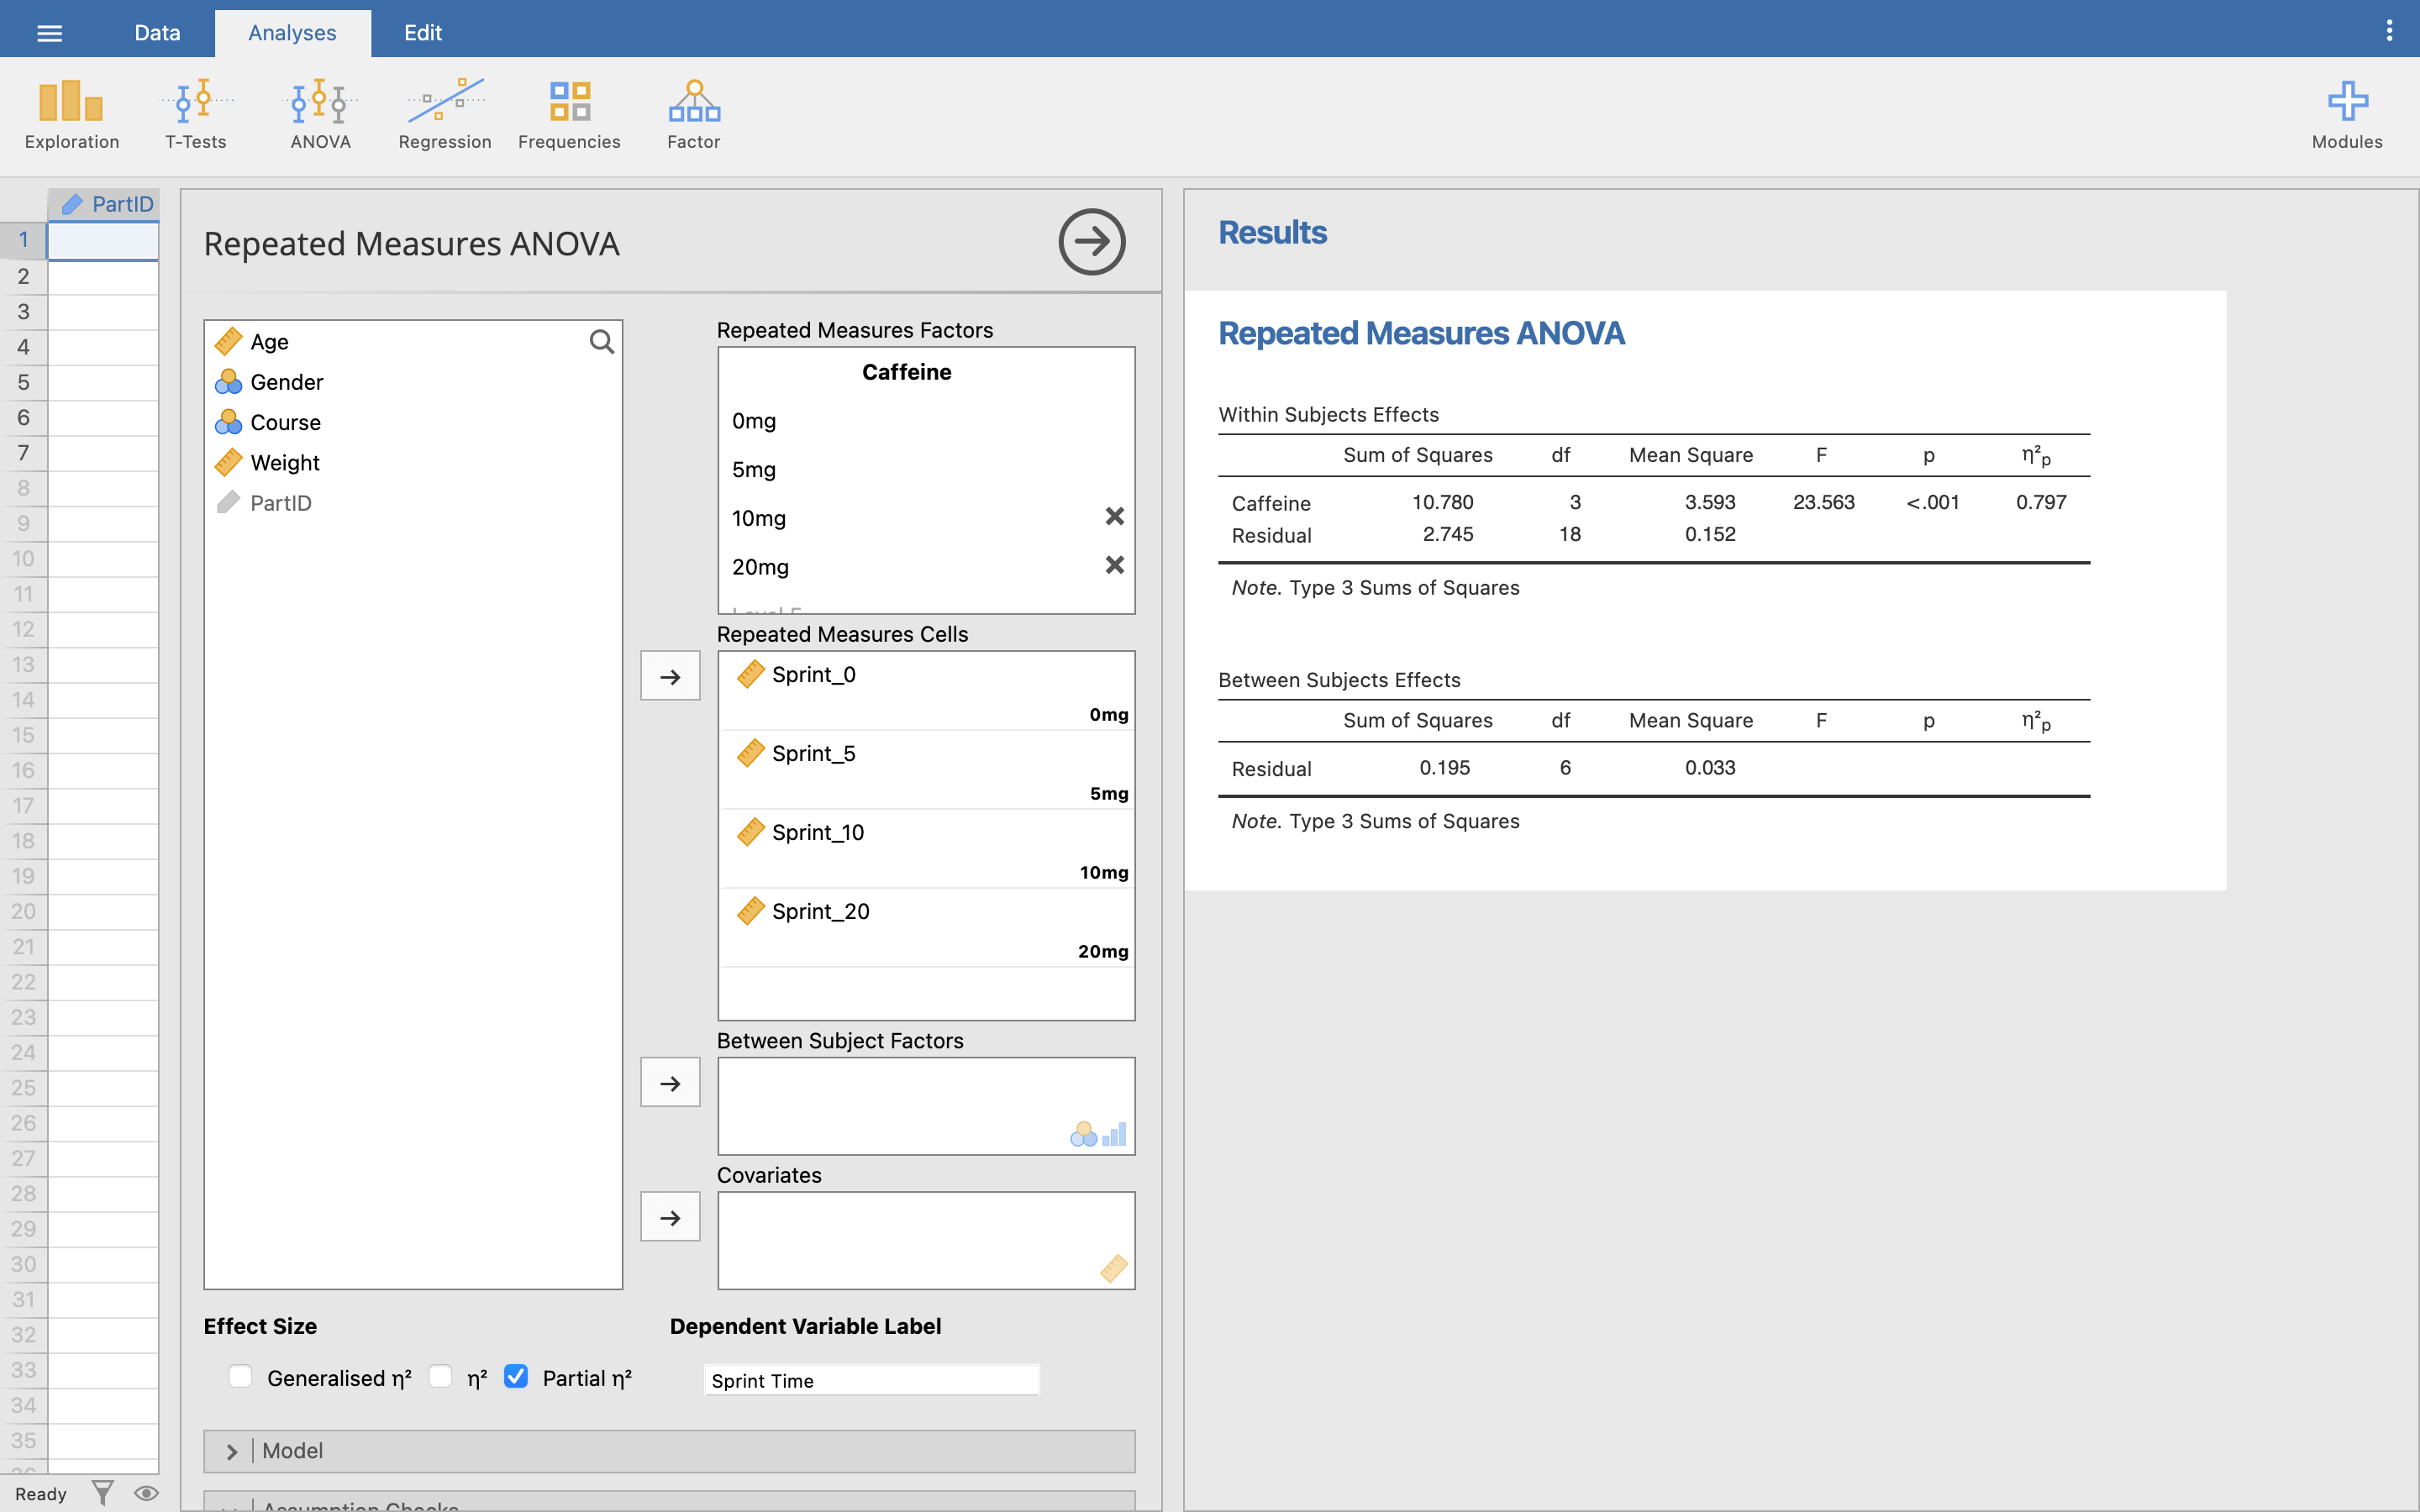 Data Analyses Edit
Exploration T-Tests ANOVA Regression Frequencies Factor Modules
PartID
1
2
3
4
5
6
7
8
9
10
11
12
13
14
15
16
17
18
19
20
21
22
23
24
25
26
27
28
29
30
31
32
33
34
35
Ready
Repeated Measures ANOVA
Age
Gender
Course
Weight
PartID
Repeated Measures Factors
Caffeine
0mg
5mg
10mg
20mg
Level 5
Repeated Measures Cells
Sprint_0
0mg
Sprint_5
5mg
Sprint_10
10mg
Sprint_20
20mg
Between Subject Factors
Covariates
Effect Size
Generalised η² η² Partial η²
Dependent Variable Label
Sprint Time
Model
Assumption Checks
Results
Repeated Measures ANOVA
Within Subjects Effects
Sum of Squares df Mean Square F p η²p
Caffeine 10.780 3 3.593 23.563 <.001 0.797
Residual 2.745 18 0.152
Note. Type 3 Sums of Squares
Between Subjects Effects
Sum of Squares df Mean Square F p η²p
Residual 0.195 6 0.033
Note. Type 3 Sums of Squares